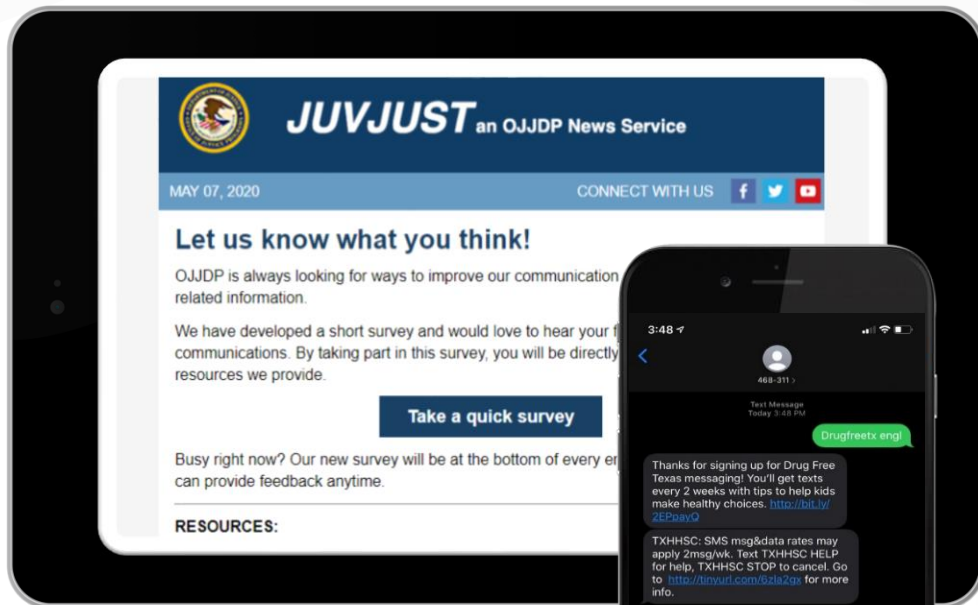 JUVJUST an OJJDP News Service
MAY 07, 2020
CONNECT WITH US
Let us know what you think!
OJJDP is always looking for ways to improve our communication
related information.
We have developed a short survey and would love to hear your
communications. By taking part in this survey, you will be directly
resources we provide.
Take a quick survey
Busy right now? Our new survey will be at the bottom of every
can provide feedback anytime.
RESOURCES:
3:48
468-311 >
Text Message
Today 3:48 PM
Drugfreetx engl
Thanks for signing up for Drug Free
Texas messaging! You'll get texts
every 2 weeks with tips to help kids
make healthy choices. http://bit.ly/
2EPpayQ
TXHHSC: SMS msg&data rates may
apply 2msg/wk. Text TXHHSC HELP
for help, TXHHSC STOP to cancel. Go
to http://tinyurl.com/6zla2gx for more
info.